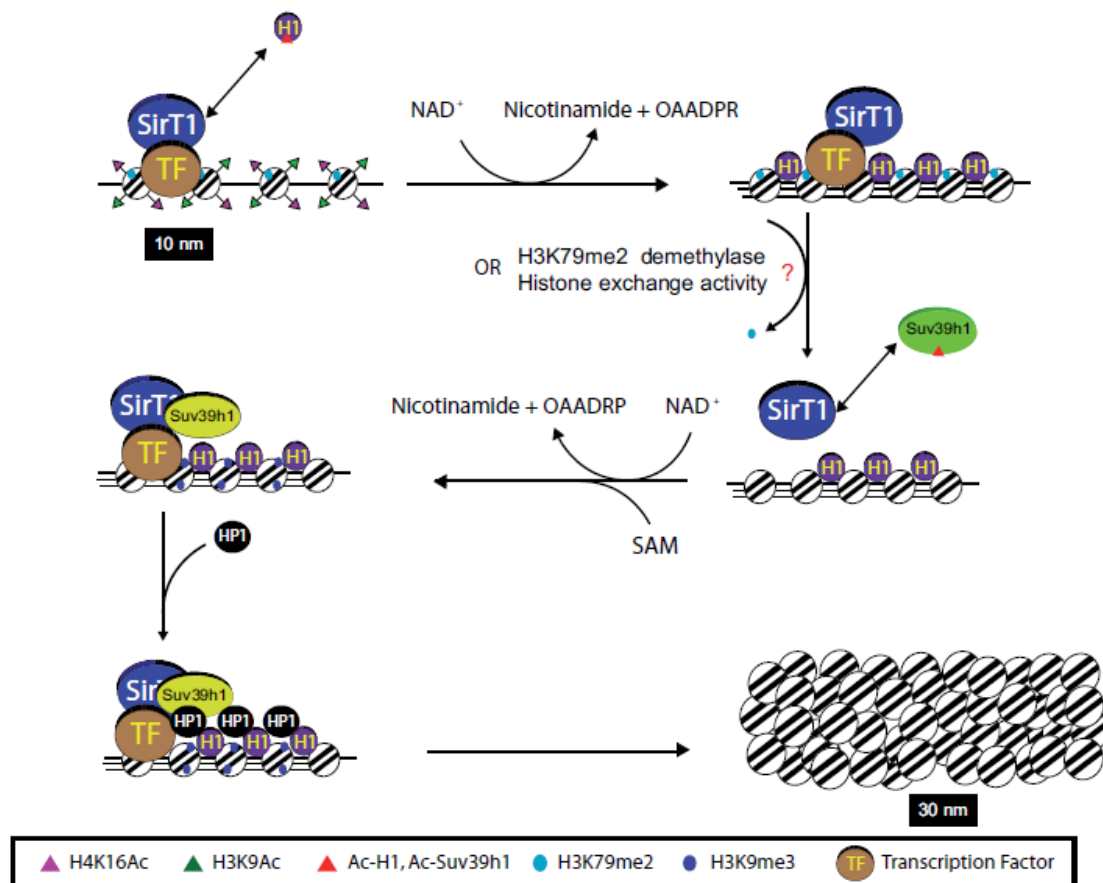 H1
SirT1
TF
10 nm
NAD+
Nicotinamide + OAADPR
SirT1
TF
H1 H1 H1 H1
OR H3K79me2 demethylase ?
Histone exchange activity
Suv39h1
SirT1
H1 H1 H1
Nicotinamide + OAADRP
NAD+
SAM
SirT1
Suv39h1
TF
H1 H1 H1
HP1
SirT
Suv39h1
TF
HP1 HP1 HP1
H1 H1 H1
30 nm
H4K16Ac H3K9Ac Ac-H1, Ac-Suv39h1 H3K79me2 H3K9me3 TF Transcription Factor